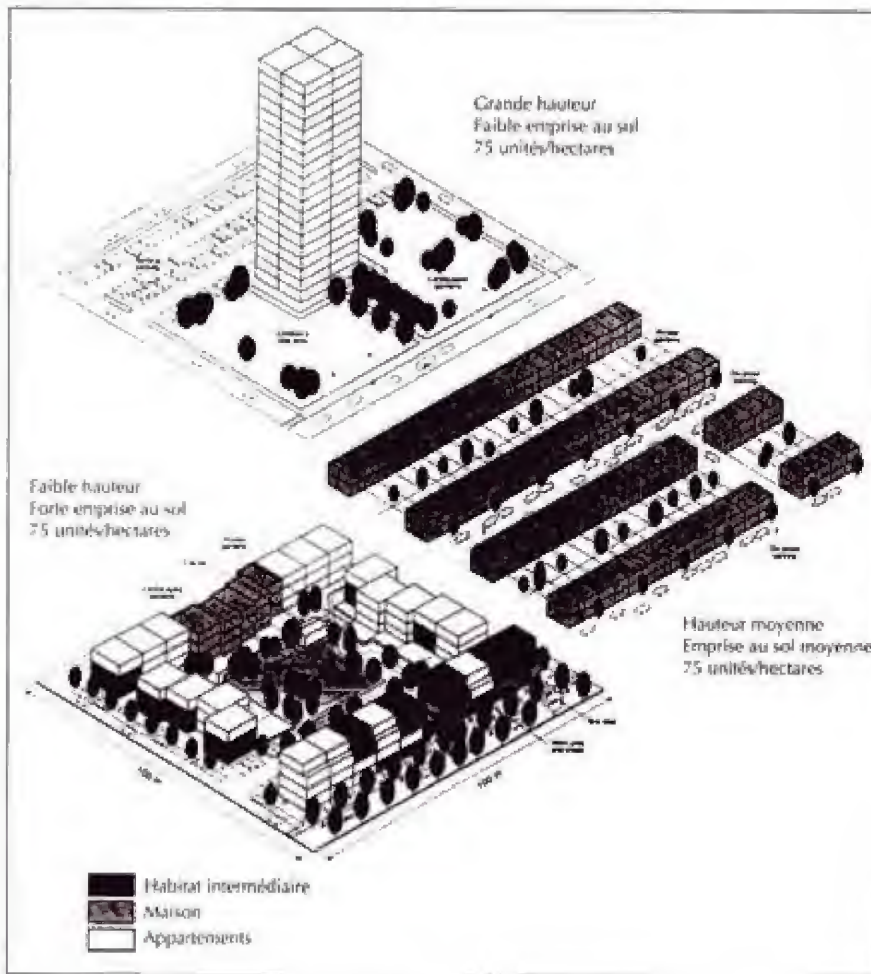 Grande hauteur
Faible emprise au sol
75 unités/hectares
Faible hauteur
Forte emprise au sol
75 unités/hectares
Hauteur moyenne
Emprise au sol moyenne
75 unités/hectares
100 m
100 m
Habitat intermédiaire
Maison
Appartements